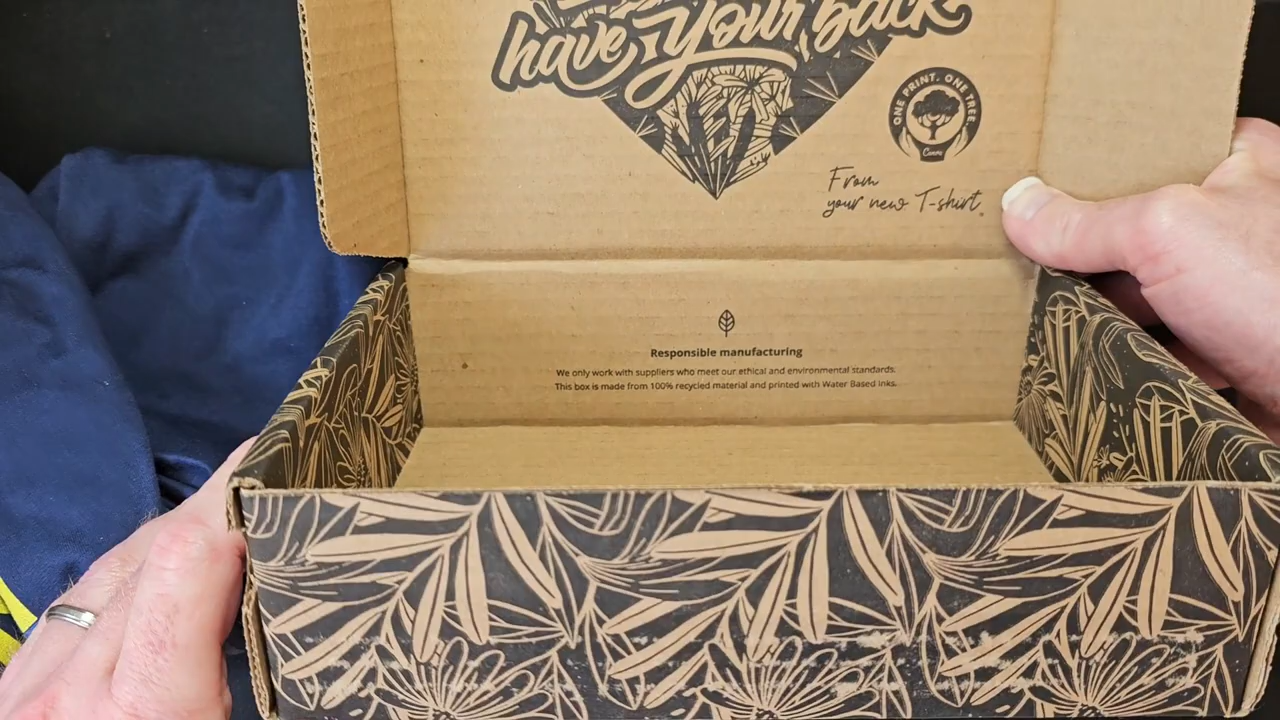 have your back
ONE PRINT. ONE TREE.
Canva
From
your new T-shirt.
Responsible manufacturing
We only work with suppliers who meet our ethical and environmental standards.
This box is made from 100% recycled material and printed with Water Based Inks.